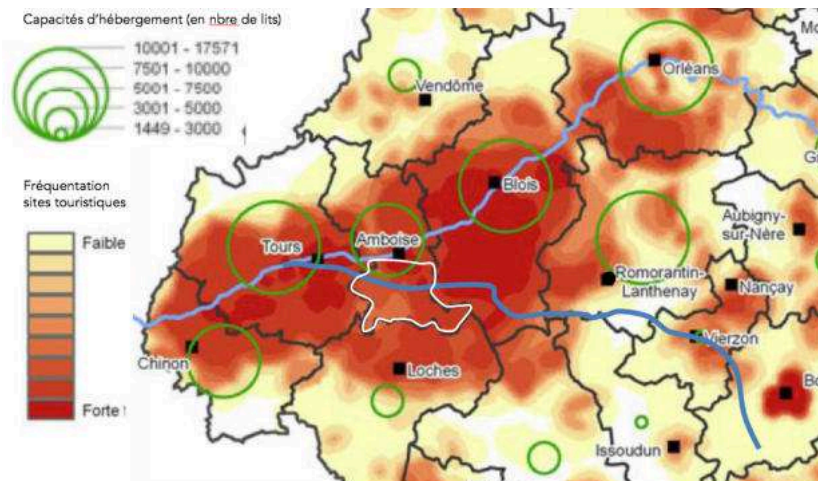 Capacités d'hébergement (en nbre de lits)
10001 - 17571
7501 - 10000
5001 - 7500
3001 - 5000
1449 - 3000
Fréquentation
sites touristiques
Faible
Forte
Vendôme
Orléans
Blois
Tours
Amboise
Aubigny-
sur-Nère
Romorantin-
Lanthenay
Nançay
Vierzon
Chinon
Loches
Issoudun